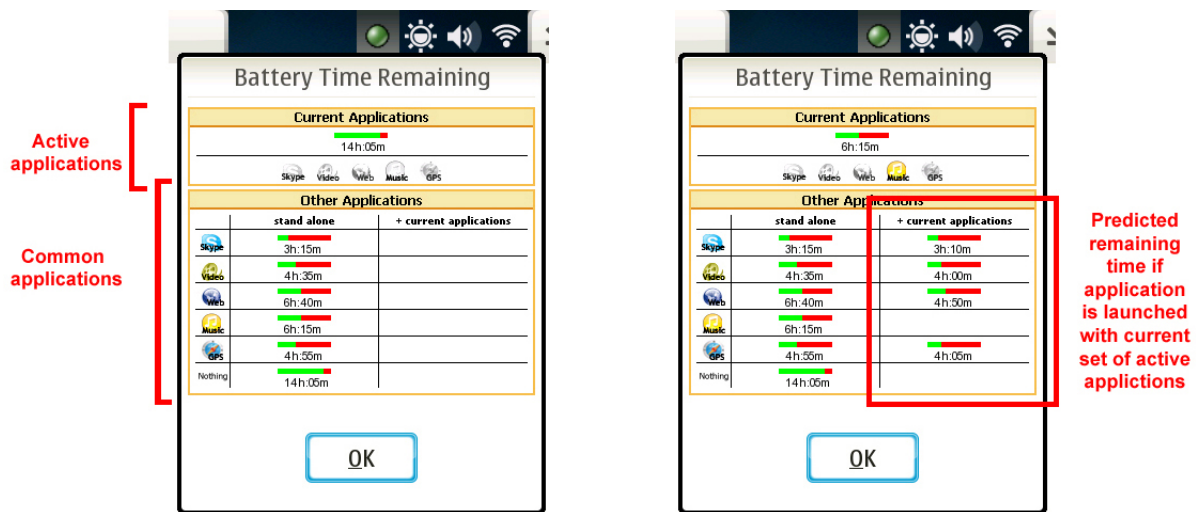 Active
applications
Common
applications
Battery Time Remaining
Current Applications
14h:05m
Skype Video Web Music GPS
Other Applications
stand alone + current applications
Skype 3h:15m
Video 4h:35m
Web 6h:40m
Music 6h:15m
GPS 4h:55m
Nothing 14h:05m
OK
Battery Time Remaining
Current Applications
6h:15m
Skype Video Web Music GPS
Other Applications
stand alone + current applications
Skype 3h:15m 3h:10m
Video 4h:35m 4h:00m
Web 6h:40m 4h:50m
Music 6h:15m
GPS 4h:55m 4h:05m
Nothing 14h:05m
OK
Predicted
remaining
time if
application
is launched
with current
set of active
applictions